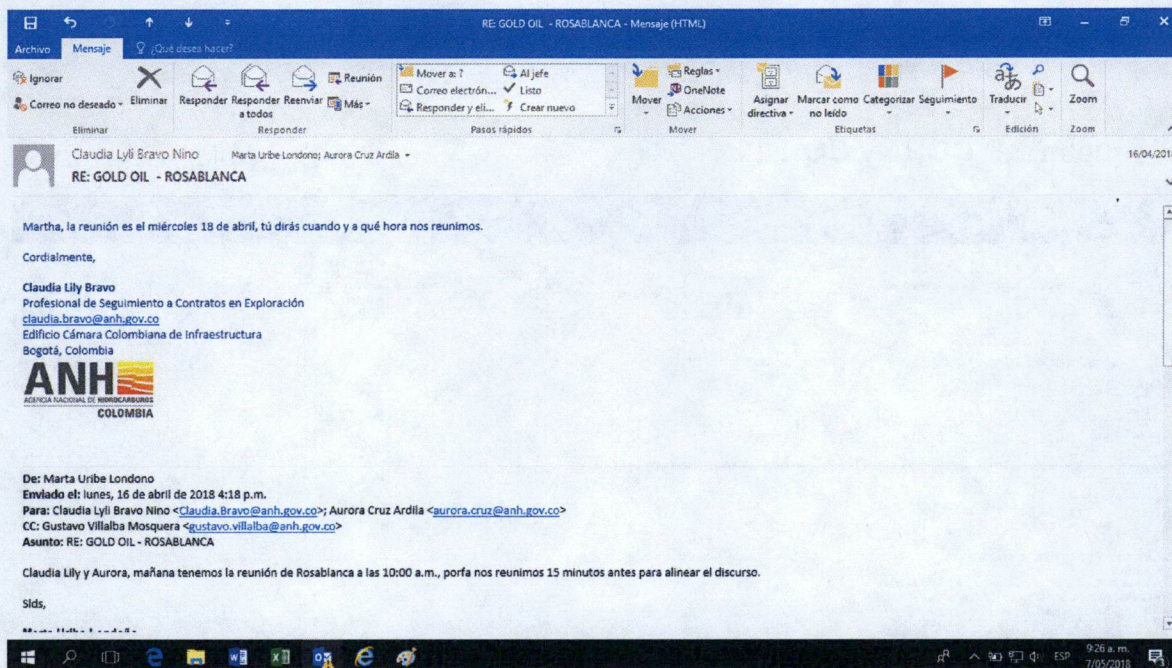 RE: GOLD OIL - ROSABLANCA - Mensaje (HTML)
Archivo Mensaje ¿Qué desea hacer?
Ignorar
Correo no deseado
Eliminar
Eliminar
Responder
Responder a todos
Reenviar
Reunión
Más
Responder
Mover a: ?
Correo electrón...
Responder y eli...
Al jefe
Listo
Crear nuevo
Pasos rápidos
Mover
Reglas
OneNote
Acciones
Mover
Asignar directiva
Marcar como no leído
Categorizar
Seguimiento
Etiquetas
Traducir
Edición
Zoom
Zoom
Claudia Lyli Bravo Nino Marta Uribe Londono; Aurora Cruz Ardila
RE: GOLD OIL - ROSABLANCA
Martha, la reunión es el miércoles 18 de abril, tú dirás cuando y a qué hora nos reunimos.
Cordialmente,
Claudia Lily Bravo
Profesional de Seguimiento a Contratos en Exploración
claudia.bravo@anh.gov.co
Edificio Cámara Colombiana de Infraestructura
Bogotá, Colombia
ANH
AGENCIA NACIONAL DE HIDROCARBUROS
COLOMBIA
De: Marta Uribe Londono
Enviado el: lunes, 16 de abril de 2018 4:18 p.m.
Para: Claudia Lyli Bravo Nino <Claudia.Bravo@anh.gov.co>; Aurora Cruz Ardila <aurora.cruz@anh.gov.co>
CC: Gustavo Villalba Mosquera <gustavo.villalba@anh.gov.co>
Asunto: RE: GOLD OIL - ROSABLANCA
Claudia Lily y Aurora, mañana tenemos la reunión de Rosablanca a las 10:00 a.m., porfa nos reunimos 15 minutos antes para alinear el discurso.
Slds,
ESP
9:26 a. m.
7/05/2018